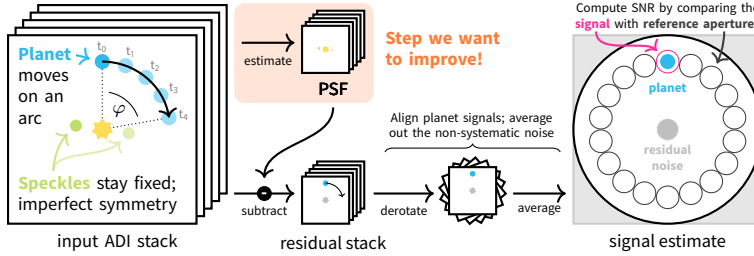 Planet
moves
on an
arc
t₀
t₁
t₂
t₃
t₄
φ
Speckles stay fixed;
imperfect symmetry
input ADI stack
estimate
PSF
Step we want
to improve!
subtract
residual stack
Align planet signals; average
out the non-systematic noise
derotate
average
Compute SNR by comparing the
signal with reference aperture
planet
residual
noise
signal estimate